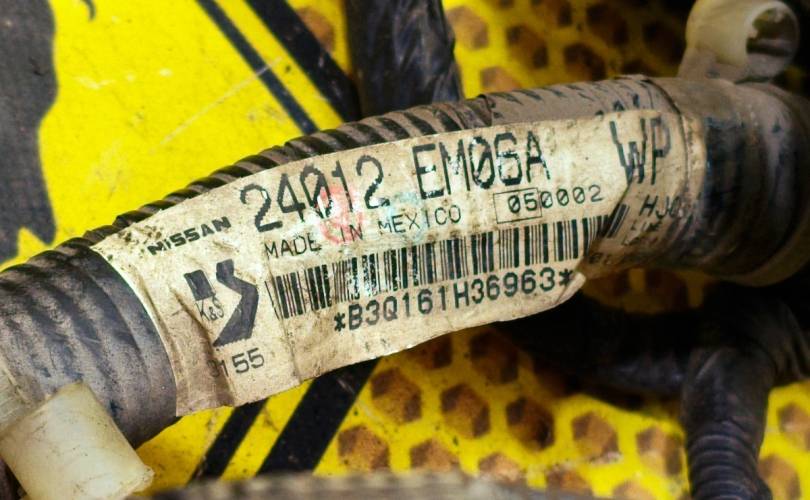 24012 EM06A WP
NISSAN MADE IN MEXICO 050002
K&S
*B3Q161H36963*
155